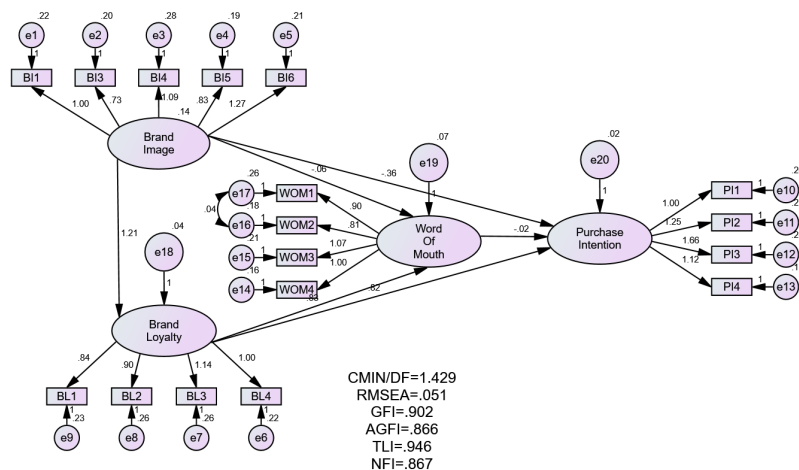 .22 .20 .28 .19 .21
e1 e2 e3 e4 e5
1 1 1 1 1
BI1 BI3 BI4 BI5 BI6
1.00 .73 1.09 .83 1.27
.14
Brand
Image
.07
e19
1
.02
e20
1
-.06 -.36
.26
e17 1 WOM1 .90
.18
.04 e16 1 WOM2 .81
.21
e15 1 WOM3 1.07
.16
e14 1 WOM4 1.00
Word
Of
Mouth
-.02
Purchase
Intention
1.00 PI1 1 e10
1.25 PI2 1 e11
1.66 PI3 1 e12
1.12 PI4 1 e13
1.21
.04
e18
1
.82
Brand
Loyalty
.84 .90 1.14 1.00
BL1 BL2 BL3 BL4
1 1 1 1
.23 .26 .26 .22
e9 e8 e7 e6
CMIN/DF=1.429
RMSEA=.051
GFI=.902
AGFI=.866
TLI=.946
NFI=.867